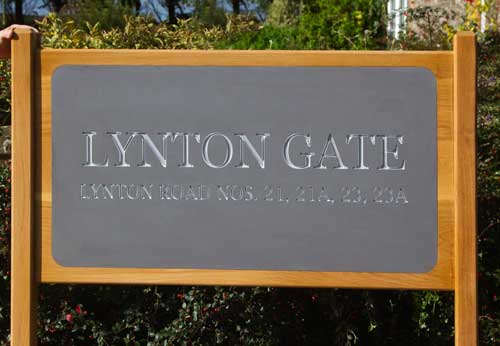 LYNTON GATE
LYNTON ROAD NOS. 21, 21A, 23, 23A